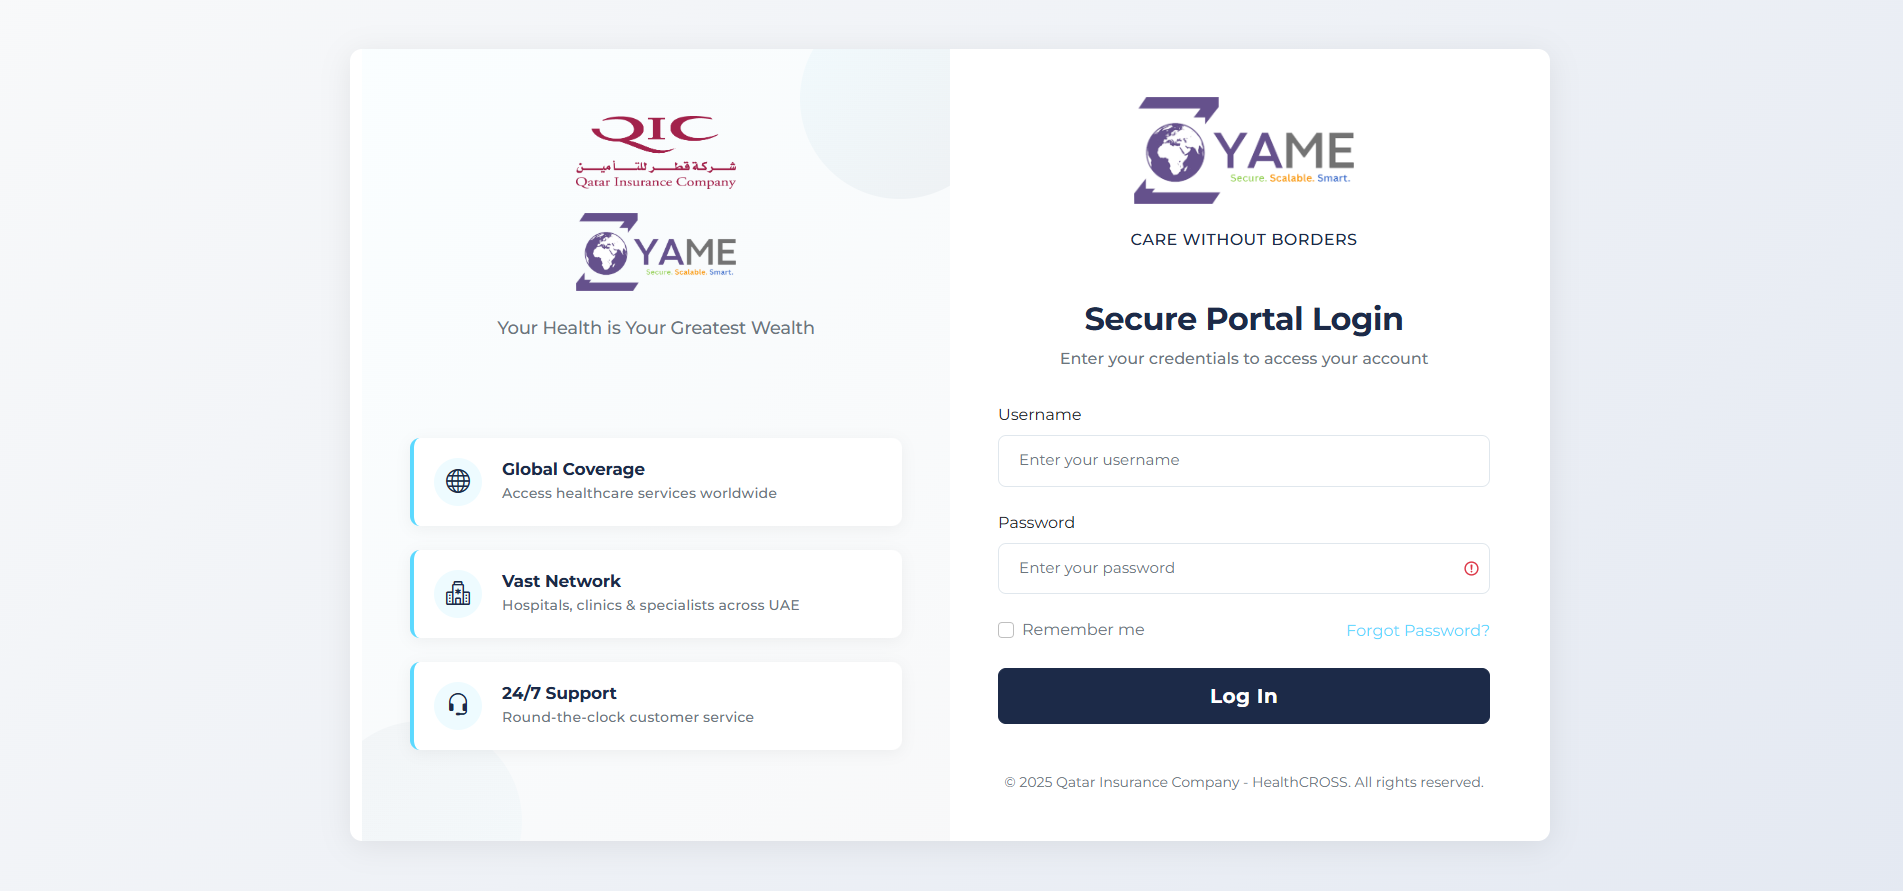 QIC
شركة قطر للتأمين
Qatar Insurance Company
ZYAME
Secure. Scalable. Smart.
Your Health is Your Greatest Wealth
Global Coverage
Access healthcare services worldwide
Vast Network
Hospitals, clinics & specialists across UAE
24/7 Support
Round-the-clock customer service
ZYAME
Secure. Scalable. Smart.
CARE WITHOUT BORDERS
Secure Portal Login
Enter your credentials to access your account
Username
Enter your username
Password
Enter your password
Remember me
Forgot Password?
Log In
© 2025 Qatar Insurance Company - HealthCROSS. All rights reserved.